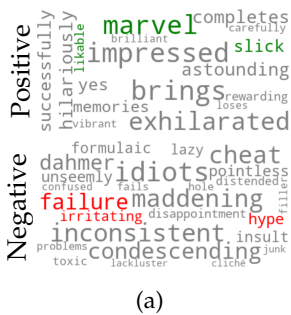 Positive
successfully
hilariously
likable
marvel
completes
carefully
brilliant
slick
impressed
astounding
yes
brings
rewarding
memories
loses
vibrant
exhilarated
Negative
formulaic
lazy
cheat
dahmer
idiots
pointless
unseemly
distended
confused
fails
hole
filler
failure
maddening
irritating
disappointment
hype
inconsistent
insult
problems
condescending
junk
toxic
lackluster
cliché
(a)